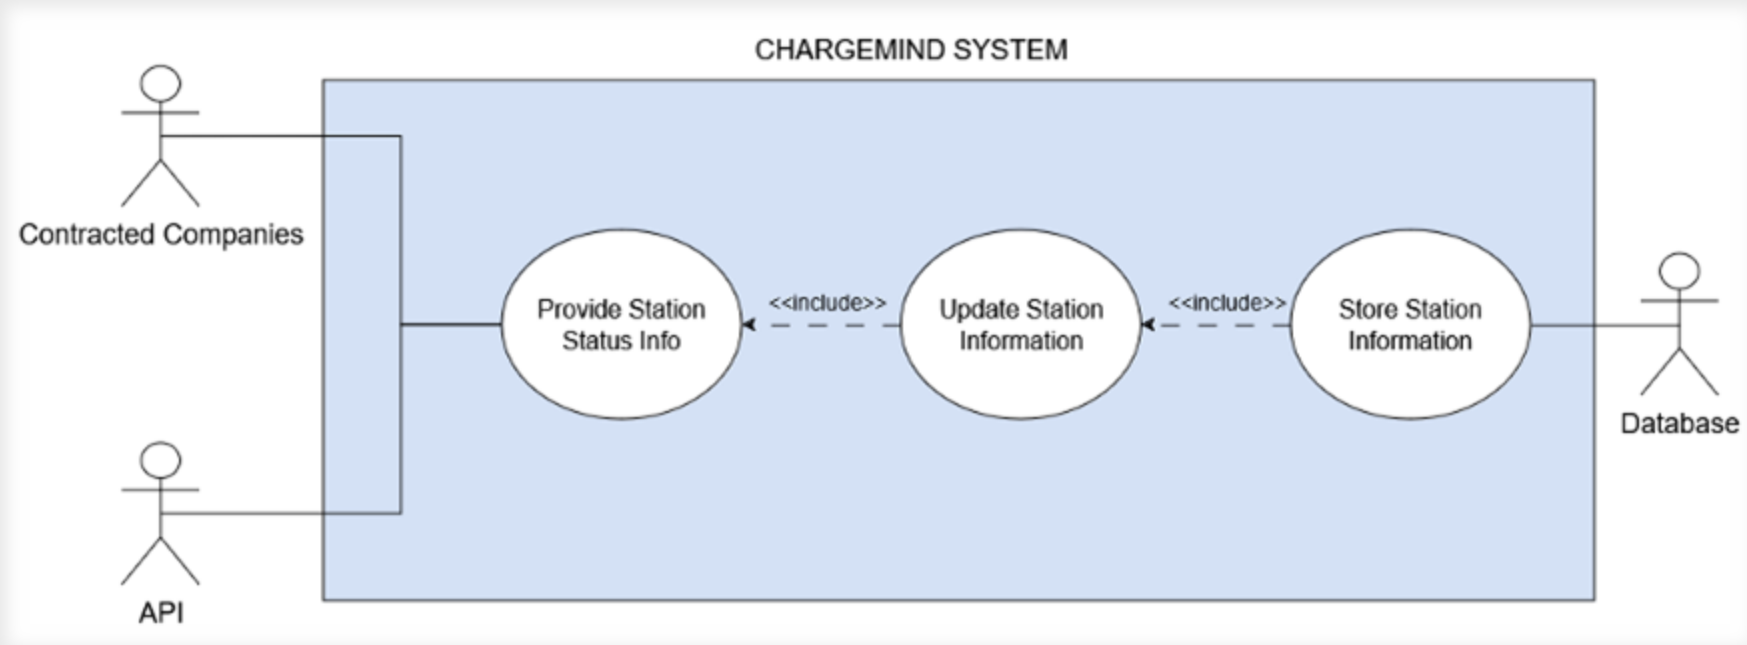 CHARGEMIND SYSTEM
Contracted Companies
Provide Station
Status Info
<<include>>
Update Station
Information
<<include>>
Store Station
Information
Database
API